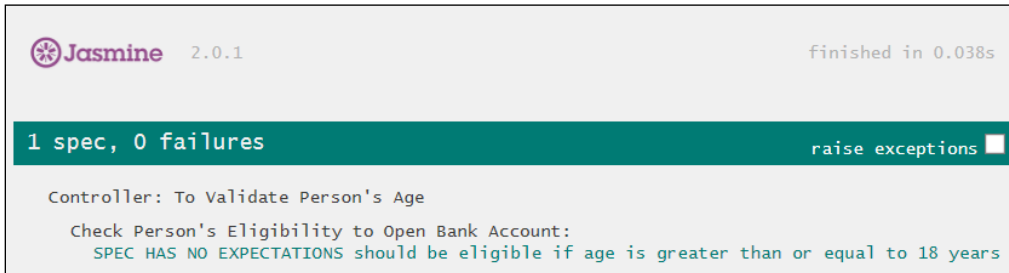 Jasmine 2.0.1 finished in 0.038s
1 spec, 0 failures raise exceptions
Controller: To Validate Person's Age
Check Person's Eligibility to Open Bank Account:
SPEC HAS NO EXPECTATIONS should be eligible if age is greater than or equal to 18 years